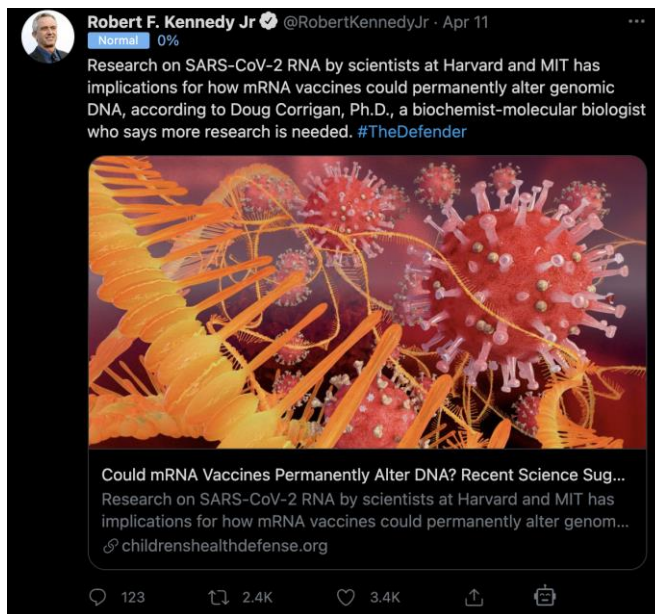 Robert F. Kennedy Jr @RobertKennedyJr · Apr 11
Normal 0%
Research on SARS-CoV-2 RNA by scientists at Harvard and MIT has
implications for how mRNA vaccines could permanently alter genomic
DNA, according to Doug Corrigan, Ph.D., a biochemist-molecular biologist
who says more research is needed. #TheDefender
Could mRNA Vaccines Permanently Alter DNA? Recent Science Sug...
Research on SARS-CoV-2 RNA by scientists at Harvard and MIT has
implications for how mRNA vaccines could permanently alter genom...
childrenshealthdefense.org
123 2.4K 3.4K